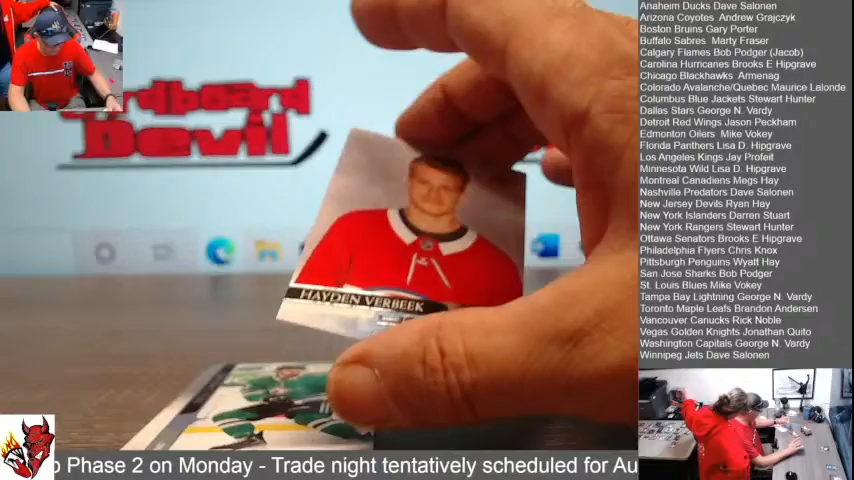 Cardboard
Devil
HAYDEN VERBEEK
Anaheim Ducks Dave Salonen
Arizona Coyotes Andrew Grajczyk
Boston Bruins Gary Porter
Buffalo Sabres Marty Fraser
Calgary Flames Bob Podger (Jacob)
Carolina Hurricanes Brooks E Hipgrave
Chicago Blackhawks Armenag
Colorado Avalanche/Quebec Maurice Lalonde
Columbus Blue Jackets Stewart Hunter
Dallas Stars George N. Vardy
Detroit Red Wings Jason Peckham
Edmonton Oilers Mike Vokey
Florida Panthers Lisa D. Hipgrave
Los Angeles Kings Jay Profeit
Minnesota Wild Lisa D. Hipgrave
Montreal Canadiens Megs Hay
Nashville Predators Dave Salonen
New Jersey Devils Ryan Hay
New York Islanders Darren Stuart
New York Rangers Stewart Hunter
Ottawa Senators Brooks E Hipgrave
Philadelphia Flyers Chris Knox
Pittsburgh Penguins Wyatt Hay
San Jose Sharks Bob Podger
St. Louis Blues Mike Vokey
Tampa Bay Lightning George N. Vardy
Toronto Maple Leafs Brandon Andersen
Vancouver Canucks Rick Noble
Vegas Golden Knights Jonathan Quito
Washington Capitals George N. Vardy
Winnipeg Jets Dave Salonen
o Phase 2 on Monday - Trade night tentatively scheduled for Au